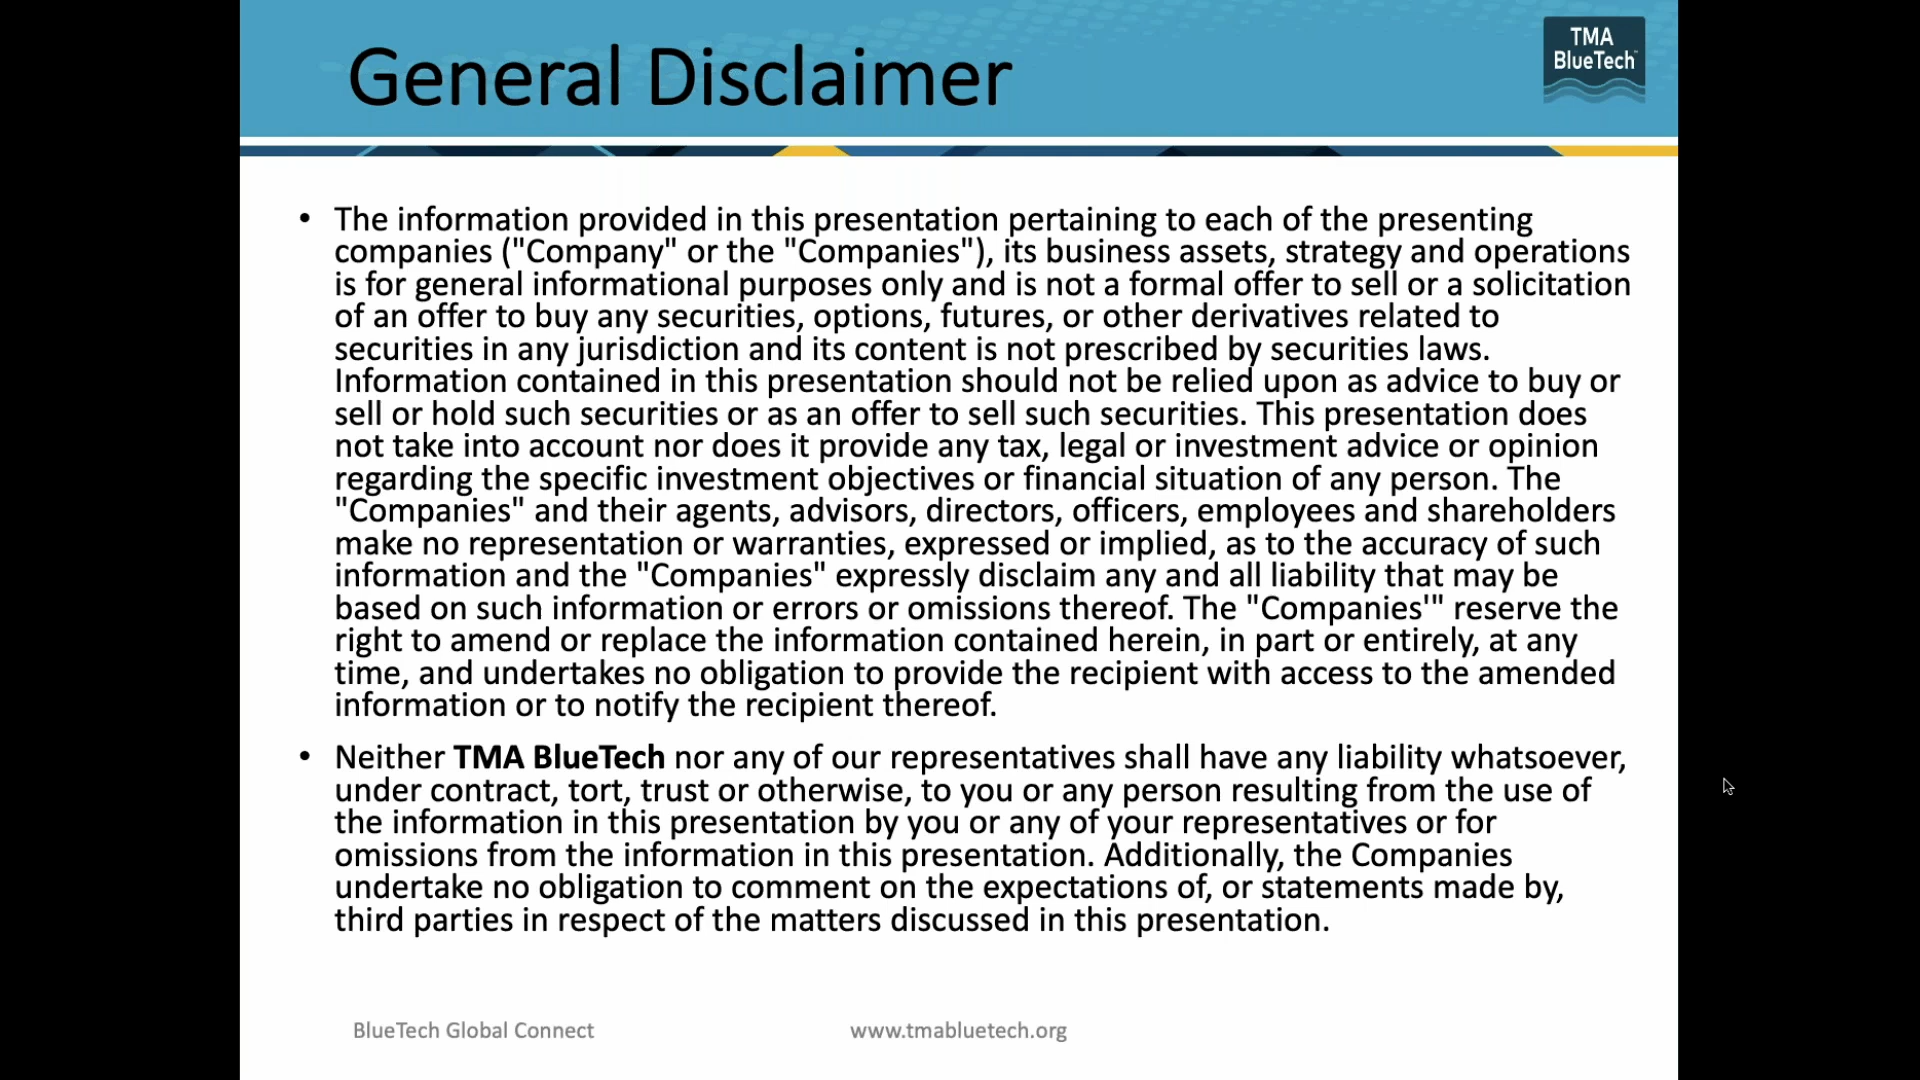 General Disclaimer
TMA
BlueTech
• The information provided in this presentation pertaining to each of the presenting
companies ("Company" or the "Companies"), its business assets, strategy and operations
is for general informational purposes only and is not a formal offer to sell or a solicitation
of an offer to buy any securities, options, futures, or other derivatives related to
securities in any jurisdiction and its content is not prescribed by securities laws.
Information contained in this presentation should not be relied upon as advice to buy or
sell or hold such securities or as an offer to sell such securities. This presentation does
not take into account nor does it provide any tax, legal or investment advice or opinion
regarding the specific investment objectives or financial situation of any person. The
"Companies" and their agents, advisors, directors, officers, employees and shareholders
make no representation or warranties, expressed or implied, as to the accuracy of such
information and the "Companies" expressly disclaim any and all liability that may be
based on such information or errors or omissions thereof. The "Companies'" reserve the
right to amend or replace the information contained herein, in part or entirely, at any
time, and undertakes no obligation to provide the recipient with access to the amended
information or to notify the recipient thereof.
• Neither TMA BlueTech nor any of our representatives shall have any liability whatsoever,
under contract, tort, trust or otherwise, to you or any person resulting from the use of
the information in this presentation by you or any of your representatives or for
omissions from the information in this presentation. Additionally, the Companies
undertake no obligation to comment on the expectations of, or statements made by,
third parties in respect of the matters discussed in this presentation.
BlueTech Global Connect
www.tmabluetech.org